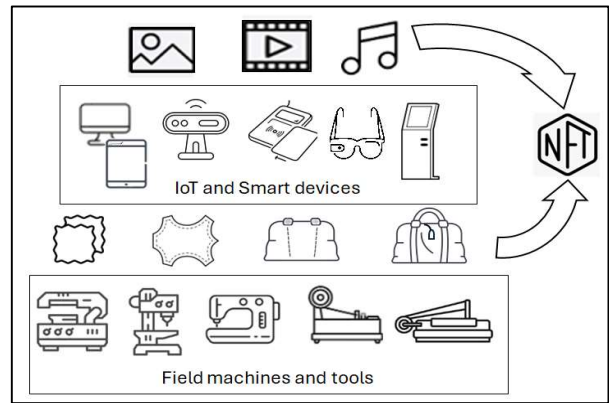 NFT
IoT and Smart devices
Field machines and tools